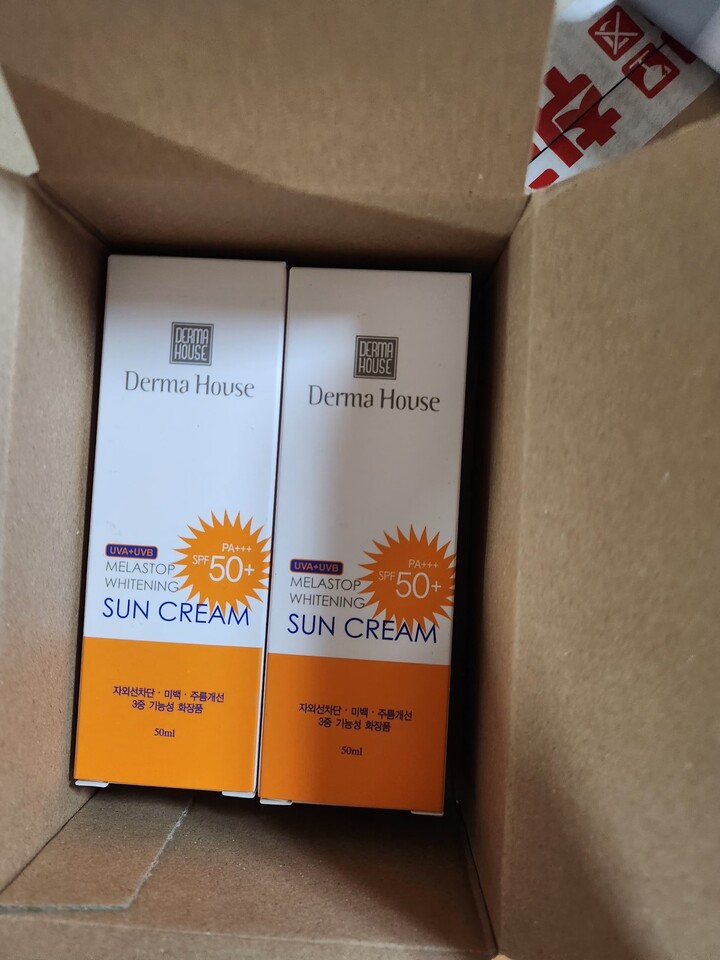 DERMA
HOUSE
Derma House
UVA+UVB
MELASTOP
WHITENING
SUN CREAM
PA+++
SPF 50+
자외선차단 · 미백 · 주름개선
3중 기능성 화장품
50ml
DERMA
HOUSE
Derma House
UVA+UVB
MELASTOP
WHITENING
SUN CREAM
PA+++
SPF 50+
자외선차단 · 미백 · 주름개선
3중 기능성 화장품
50ml